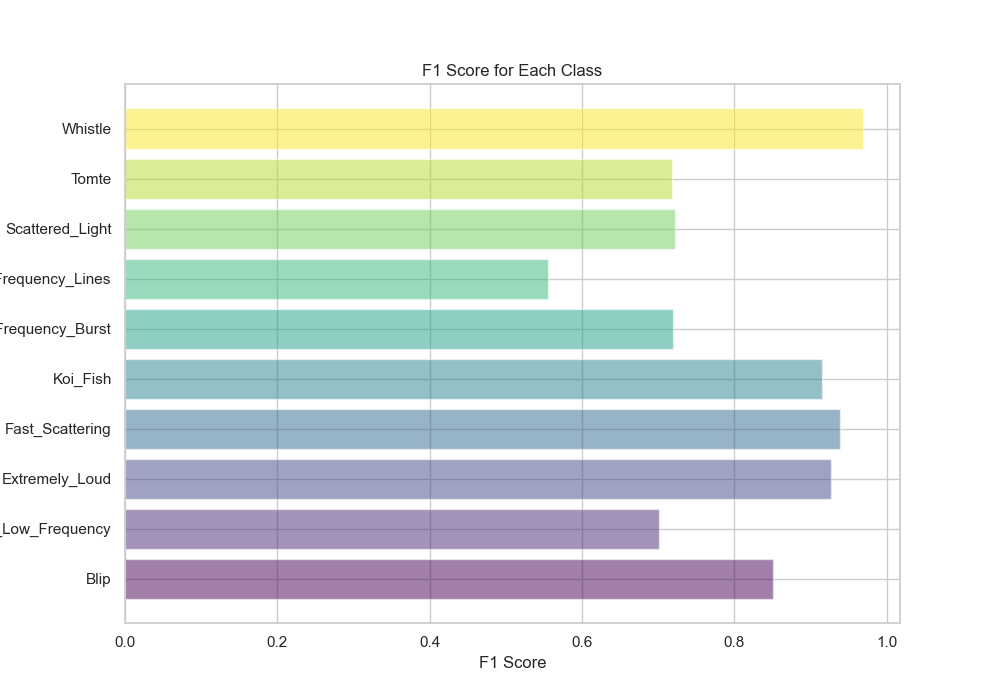 F1 Score for Each Class
Whistle
Tomte
Scattered_Light
Frequency_Lines
Frequency_Burst
Koi_Fish
Fast_Scattering
Extremely_Loud
_Low_Frequency
Blip
0.0 0.2 0.4 0.6 0.8 1.0
F1 Score